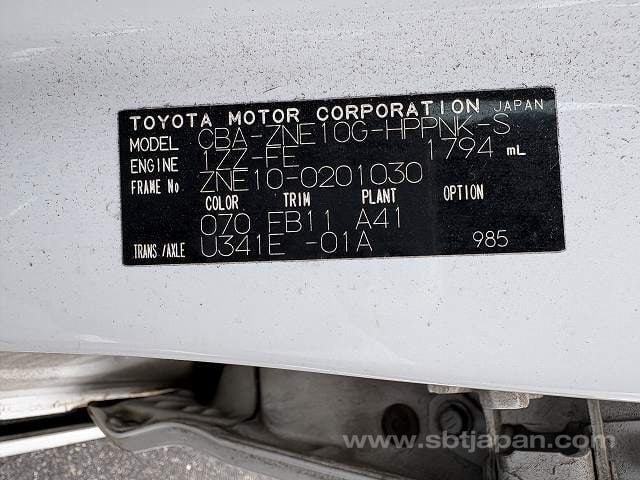 TOYOTA MOTOR CORPORATION JAPAN
MODEL CBA-ZNE10G-HPPNK-S
ENGINE 1ZZ-FE 1794 mL
FRAME No ZNE10-0201030
COLOR TRIM PLANT OPTION
070 FB11 A41
TRANS/AXLE U341E -01A 985
www.sbtjapan.com